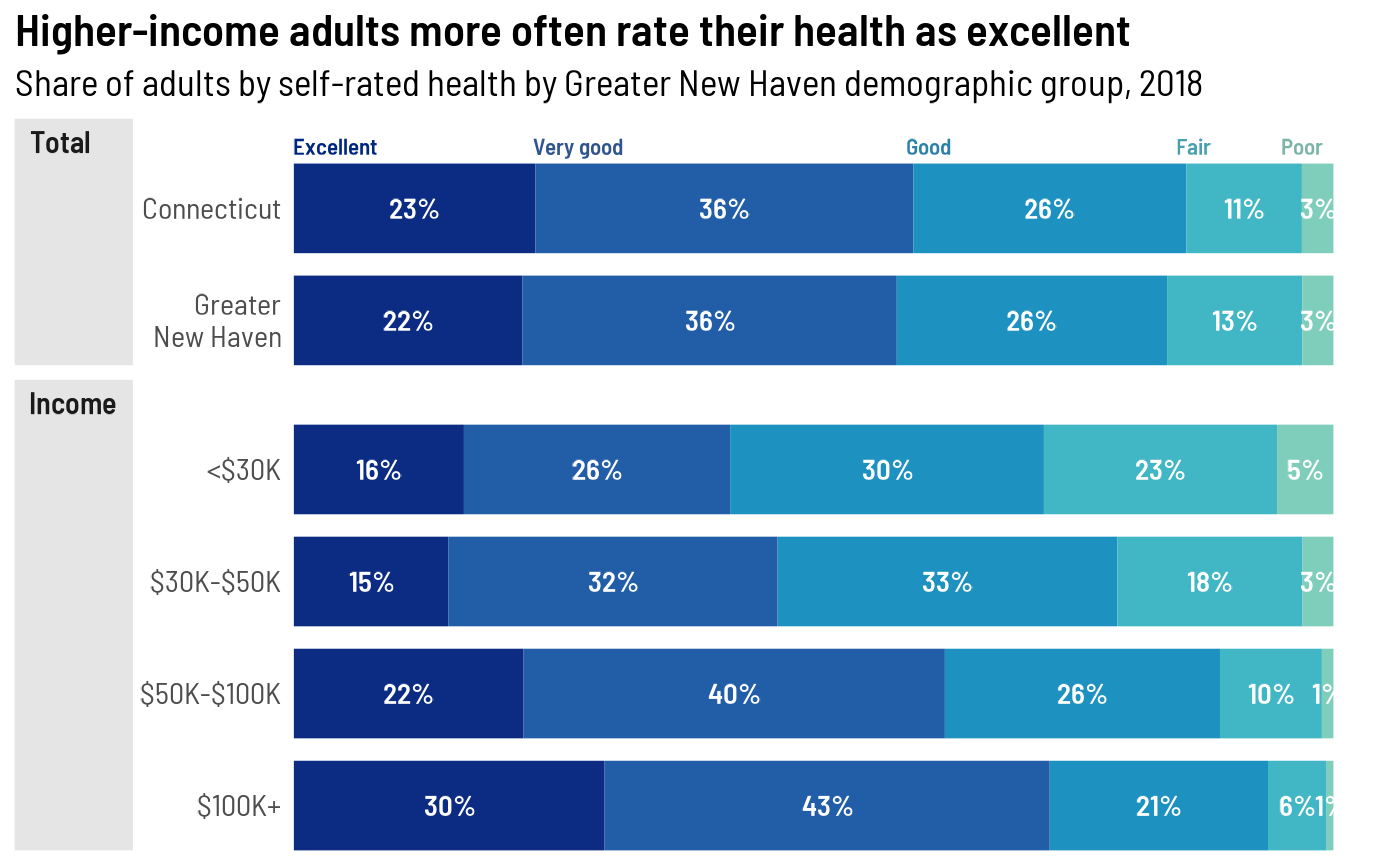 Higher-income adults more often rate their health as excellent
Share of adults by self-rated health by Greater New Haven demographic group, 2018
Total
Excellent Very good Good Fair Poor
Connecticut 23% 36% 26% 11% 3%
Greater
New Haven 22% 36% 26% 13% 3%
Income
<$30K 16% 26% 30% 23% 5%
$30K-$50K 15% 32% 33% 18% 3%
$50K-$100K 22% 40% 26% 10% 1%
$100K+ 30% 43% 21% 6% 1%